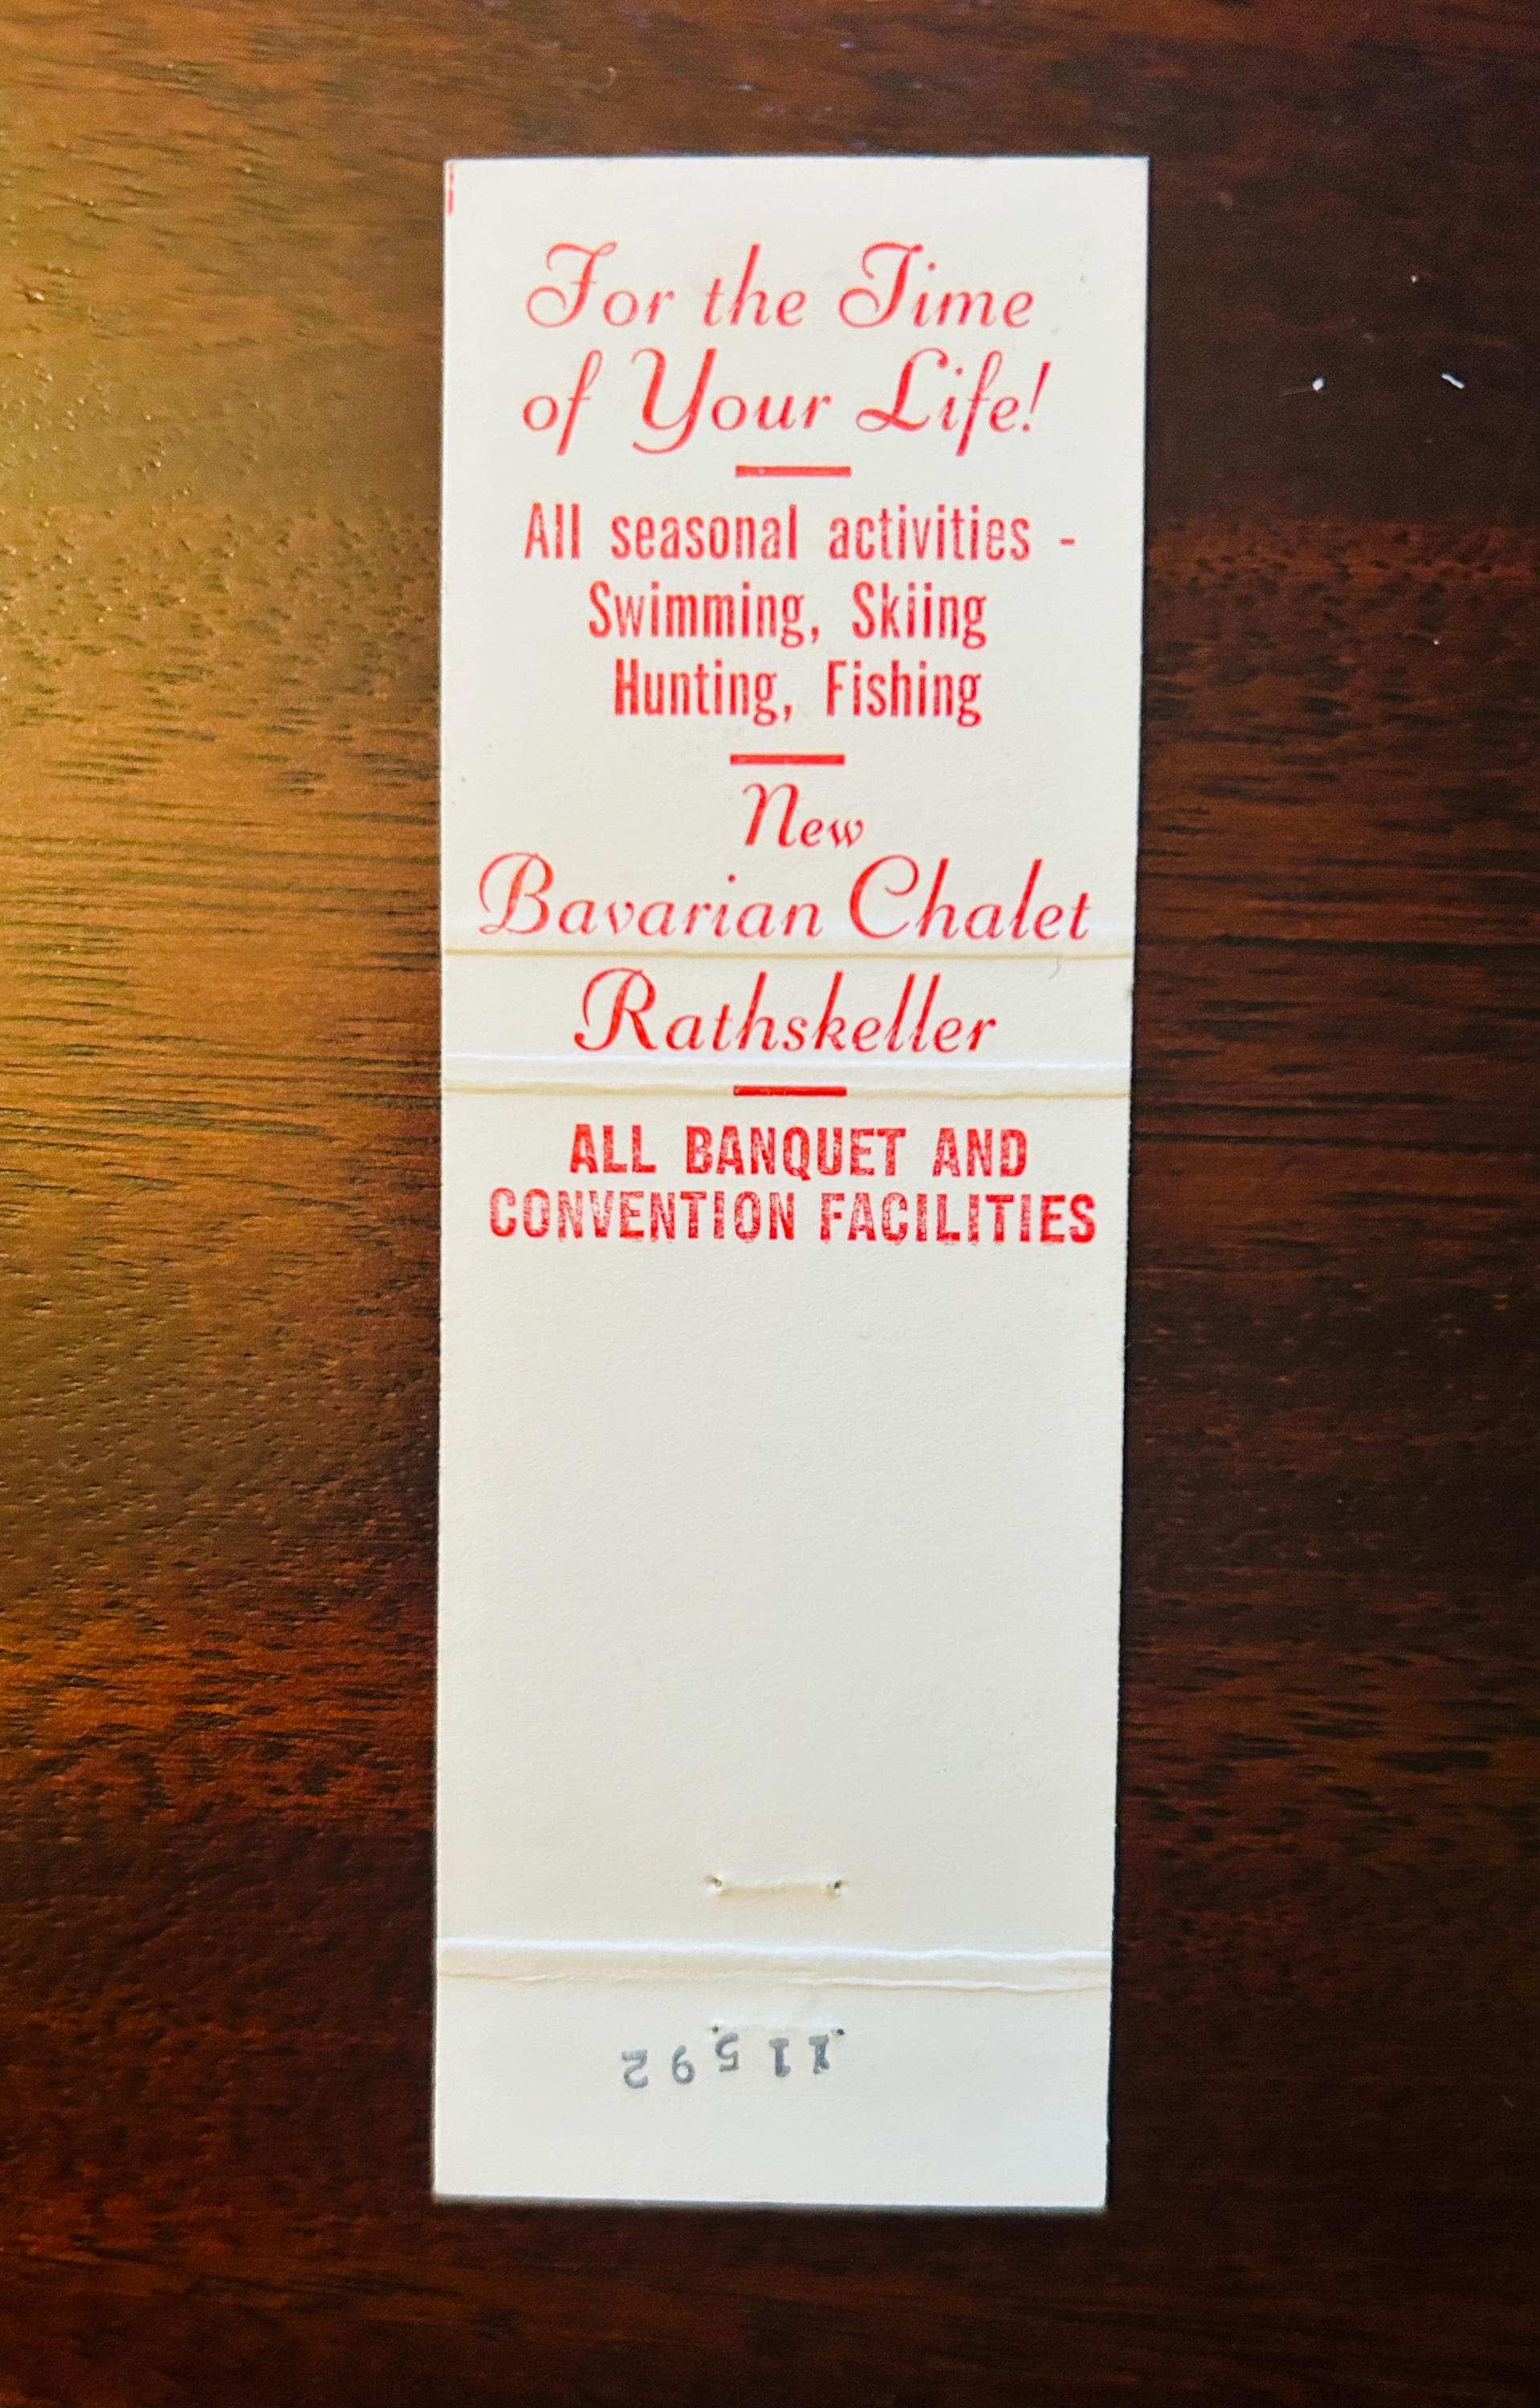 For the Time
of Your Life!
All seasonal activities -
Swimming, Skiing
Hunting, Fishing
New
Bavarian Chalet
Rathskeller
ALL BANQUET AND
CONVENTION FACILITIES
11592